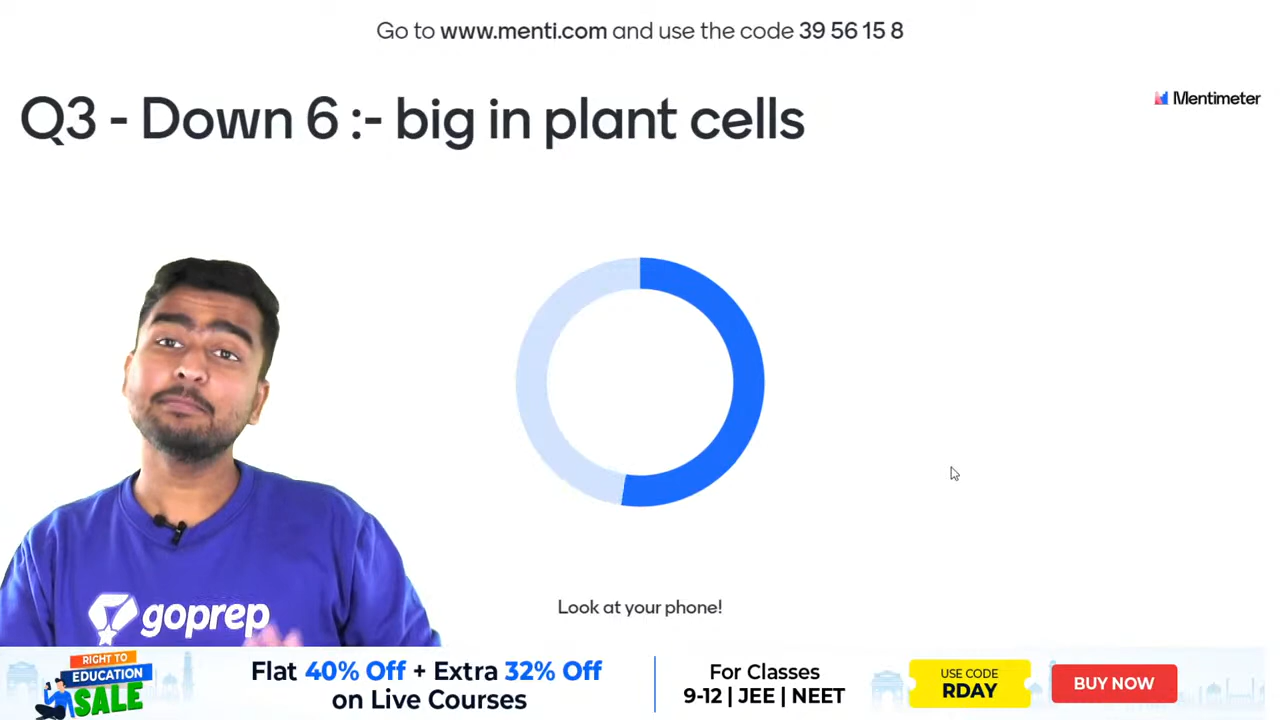 Go to www.menti.com and use the code 39 56 15 8
Mentimeter
Q3 - Down 6 :- big in plant cells
goprep
Look at your phone!
RIGHT TO
EDUCATION
SALE
Flat 40% Off + Extra 32% Off
on Live Courses
For Classes
9-12 | JEE | NEET
USE CODE
RDAY
BUY NOW